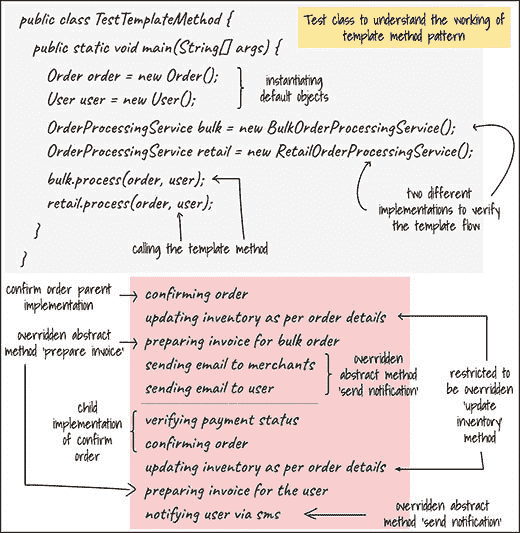 public class TestTemplateMethod {
Test class to understand the working of
template method pattern
public static void main(String[] args) {
Order order = new Order();
User user = new User();
instantiating
default objects
OrderProcessingService bulk = new BulkOrderProcessingService();
OrderProcessingService retail = new RetailOrderProcessingService();
bulk.process(order, user);
retail.process(order, user);
two different
implementations to verify
the template flow
calling the template method
}
}
confirm order parent
implementation
confirming order
updating inventory as per order details
overridden abstract
method 'prepare invoice'
preparing invoice for bulk order
sending email to merchants
sending email to user
overridden
abstract method
'send notification'
restricted to
be overridden
'update
inventory
method
child
implementation
of confirm
order
verifying payment status
confirming order
updating inventory as per order details
preparing invoice for the user
notifying user via sms
overridden abstract
method 'send notification'